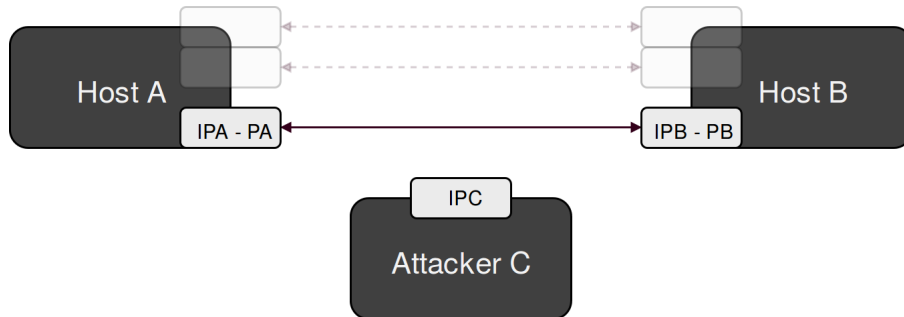 Host A
Host B
IPA - PA
IPB - PB
IPC
Attacker C